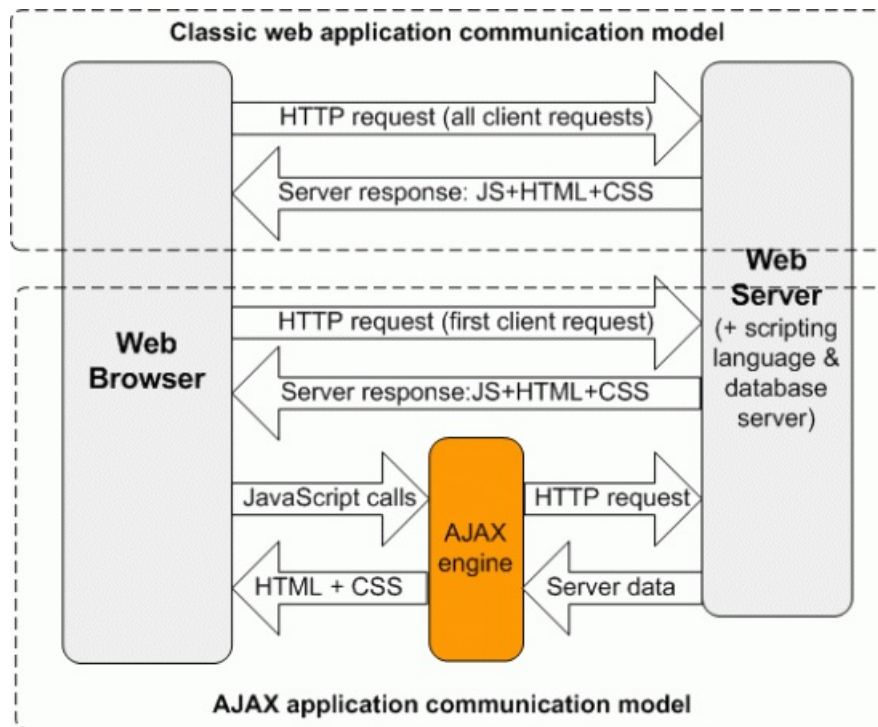 Classic web application communication model
HTTP request (all client requests)
Server response: JS+HTML+CSS
Web
Server
(+ scripting
language &
database
server)
Web
Browser
HTTP request (first client request)
Server response:JS+HTML+CSS
JavaScript calls
AJAX
engine
HTTP request
HTML + CSS
Server data
AJAX application communication model